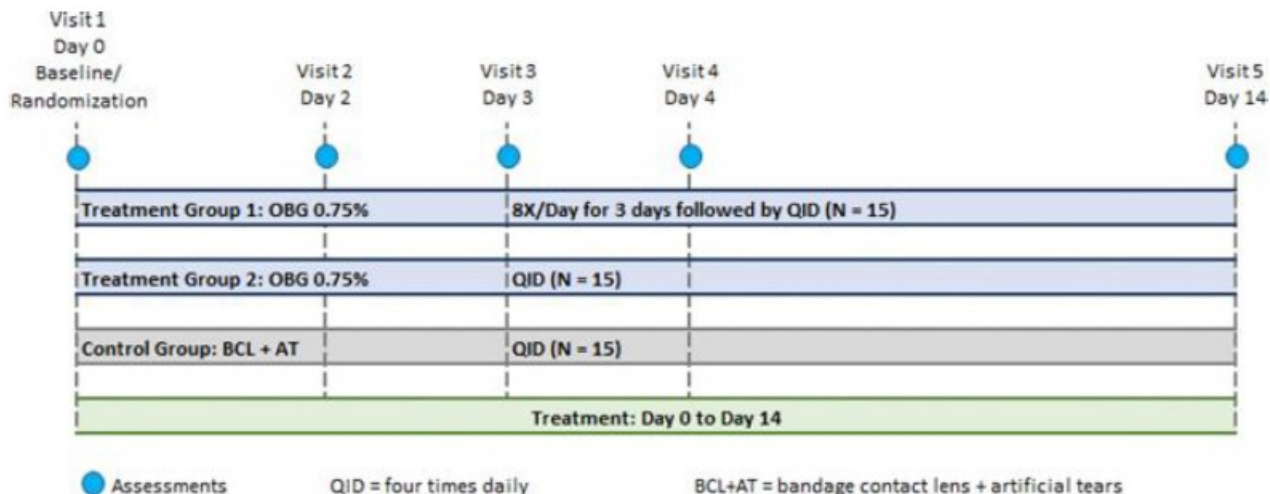 Visit 1
Day 0
Baseline/
Randomization
Visit 2
Day 2
Visit 3
Day 3
Visit 4
Day 4
Visit 5
Day 14
Treatment Group 1: OBG 0.75% 8X/Day for 3 days followed by QID (N = 15)
Treatment Group 2: OBG 0.75% QID (N = 15)
Control Group: BCL + AT QID (N = 15)
Treatment: Day 0 to Day 14
Assessments QID = four times daily BCL+AT = bandage contact lens + artificial tears